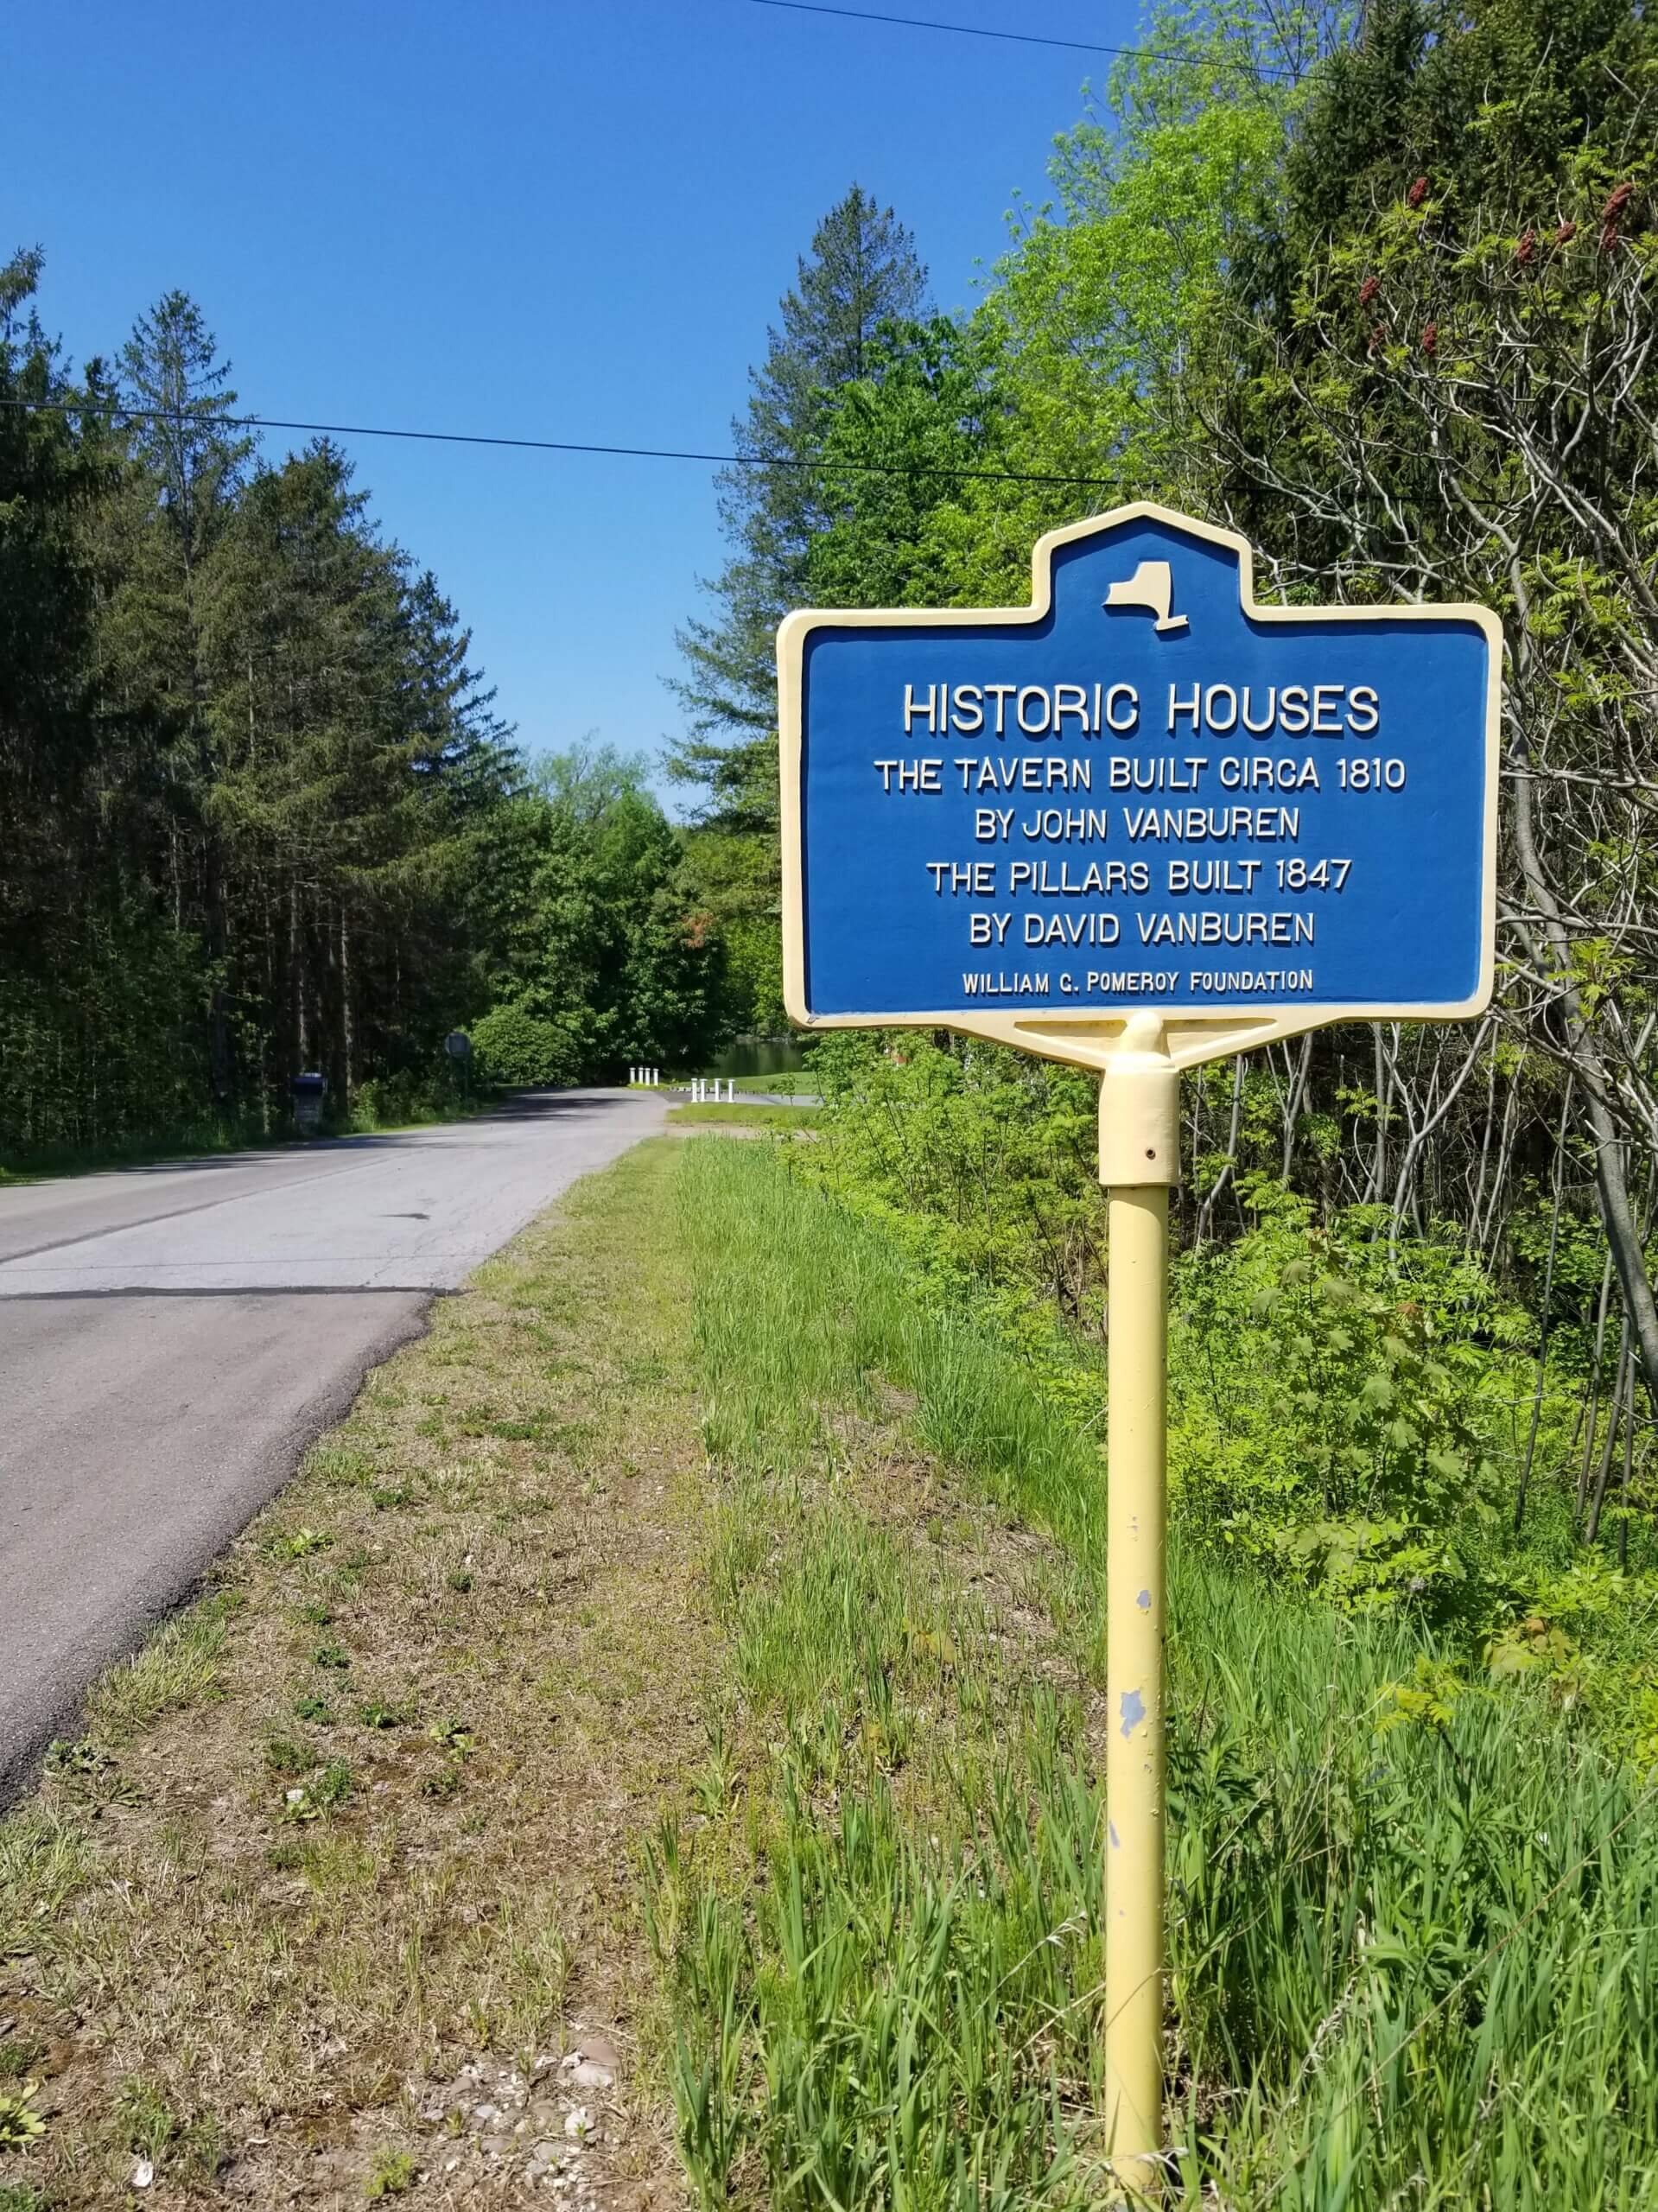 HISTORIC HOUSES
THE TAVERN BUILT CIRCA 1810
BY JOHN VANBUREN
THE PILLARS BUILT 1847
BY DAVID VANBUREN
WILLIAM G. POMEROY FOUNDATION